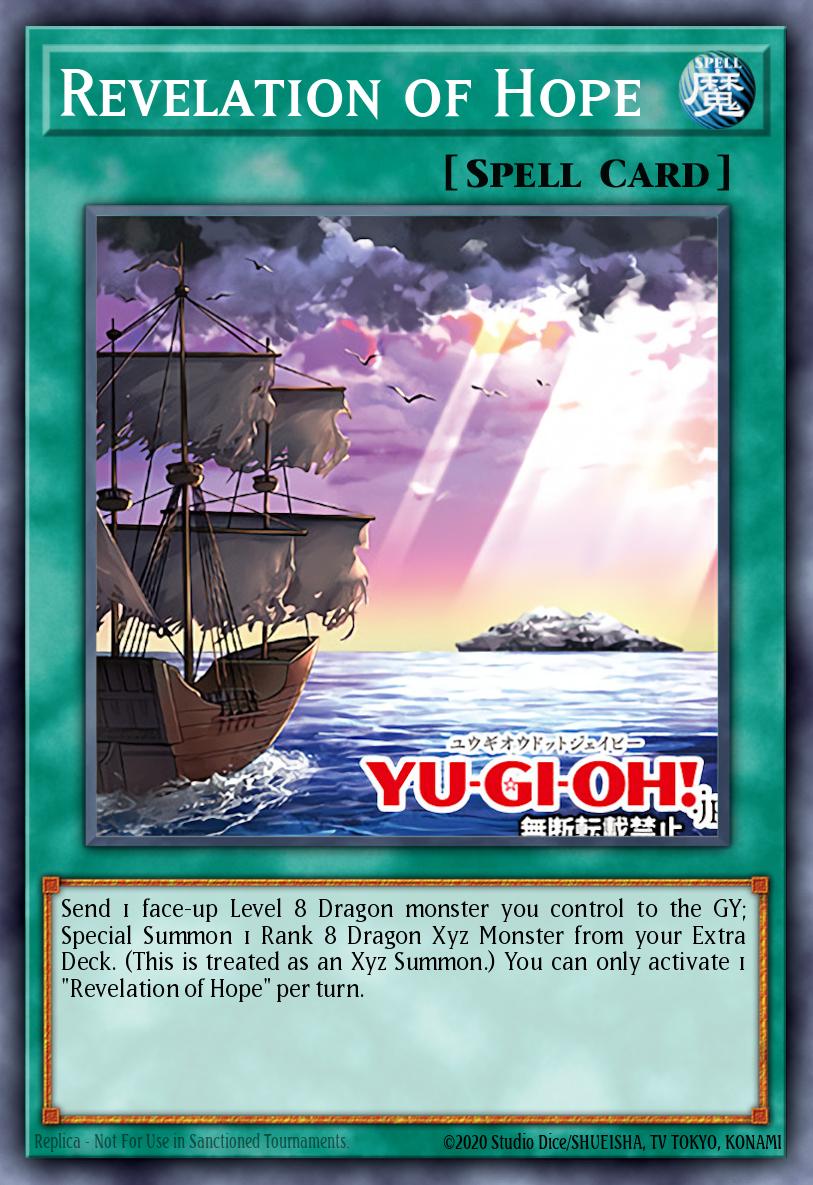 Revelation of Hope
SPELL
魔
[ Spell Card ]
ユウギオウドットジェイピー
YU-GI-OH!
.JP
無断転載禁止
Send 1 face-up Level 8 Dragon monster you control to the GY;
Special Summon 1 Rank 8 Dragon Xyz Monster from your Extra
Deck. (This is treated as an Xyz Summon.) You can only activate 1
"Revelation of Hope" per turn.
Replica - Not For Use in Sanctioned Tournaments.
©2020 Studio Dice/SHUEISHA, TV TOKYO, KONAMI